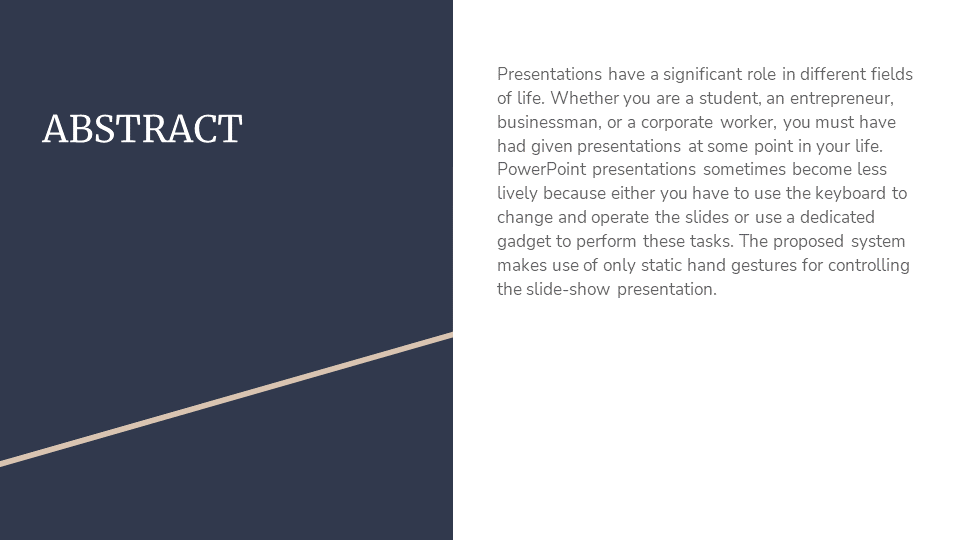 ABSTRACT
Presentations have a significant role in different fields
of life. Whether you are a student, an entrepreneur,
businessman, or a corporate worker, you must have
had given presentations at some point in your life.
PowerPoint presentations sometimes become less
lively because either you have to use the keyboard to
change and operate the slides or use a dedicated
gadget to perform these tasks. The proposed system
makes use of only static hand gestures for controlling
the slide-show presentation.